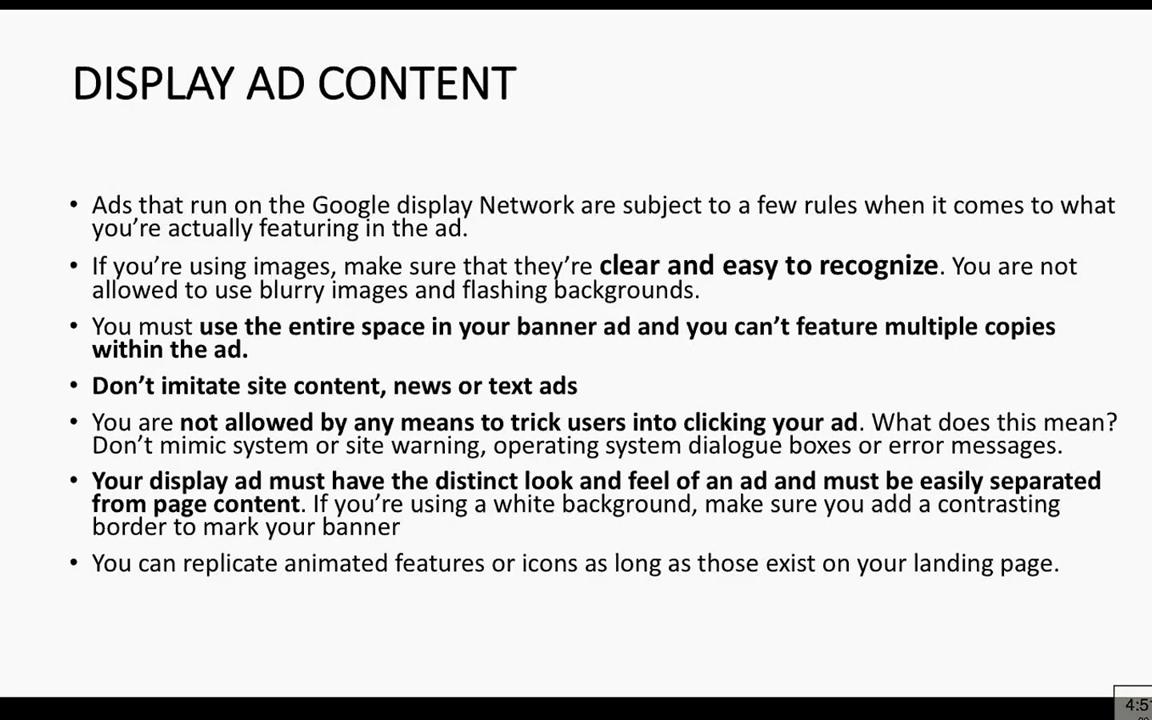 DISPLAY AD CONTENT
• Ads that run on the Google display Network are subject to a few rules when it comes to what
you’re actually featuring in the ad.
• If you’re using images, make sure that they’re clear and easy to recognize. You are not
allowed to use blurry images and flashing backgrounds.
• You must use the entire space in your banner ad and you can’t feature multiple copies
within the ad.
• Don’t imitate site content, news or text ads
• You are not allowed by any means to trick users into clicking your ad. What does this mean?
Don’t mimic system or site warning, operating system dialogue boxes or error messages.
• Your display ad must have the distinct look and feel of an ad and must be easily separated
from page content. If you’re using a white background, make sure you add a contrasting
border to mark your banner
• You can replicate animated features or icons as long as those exist on your landing page.